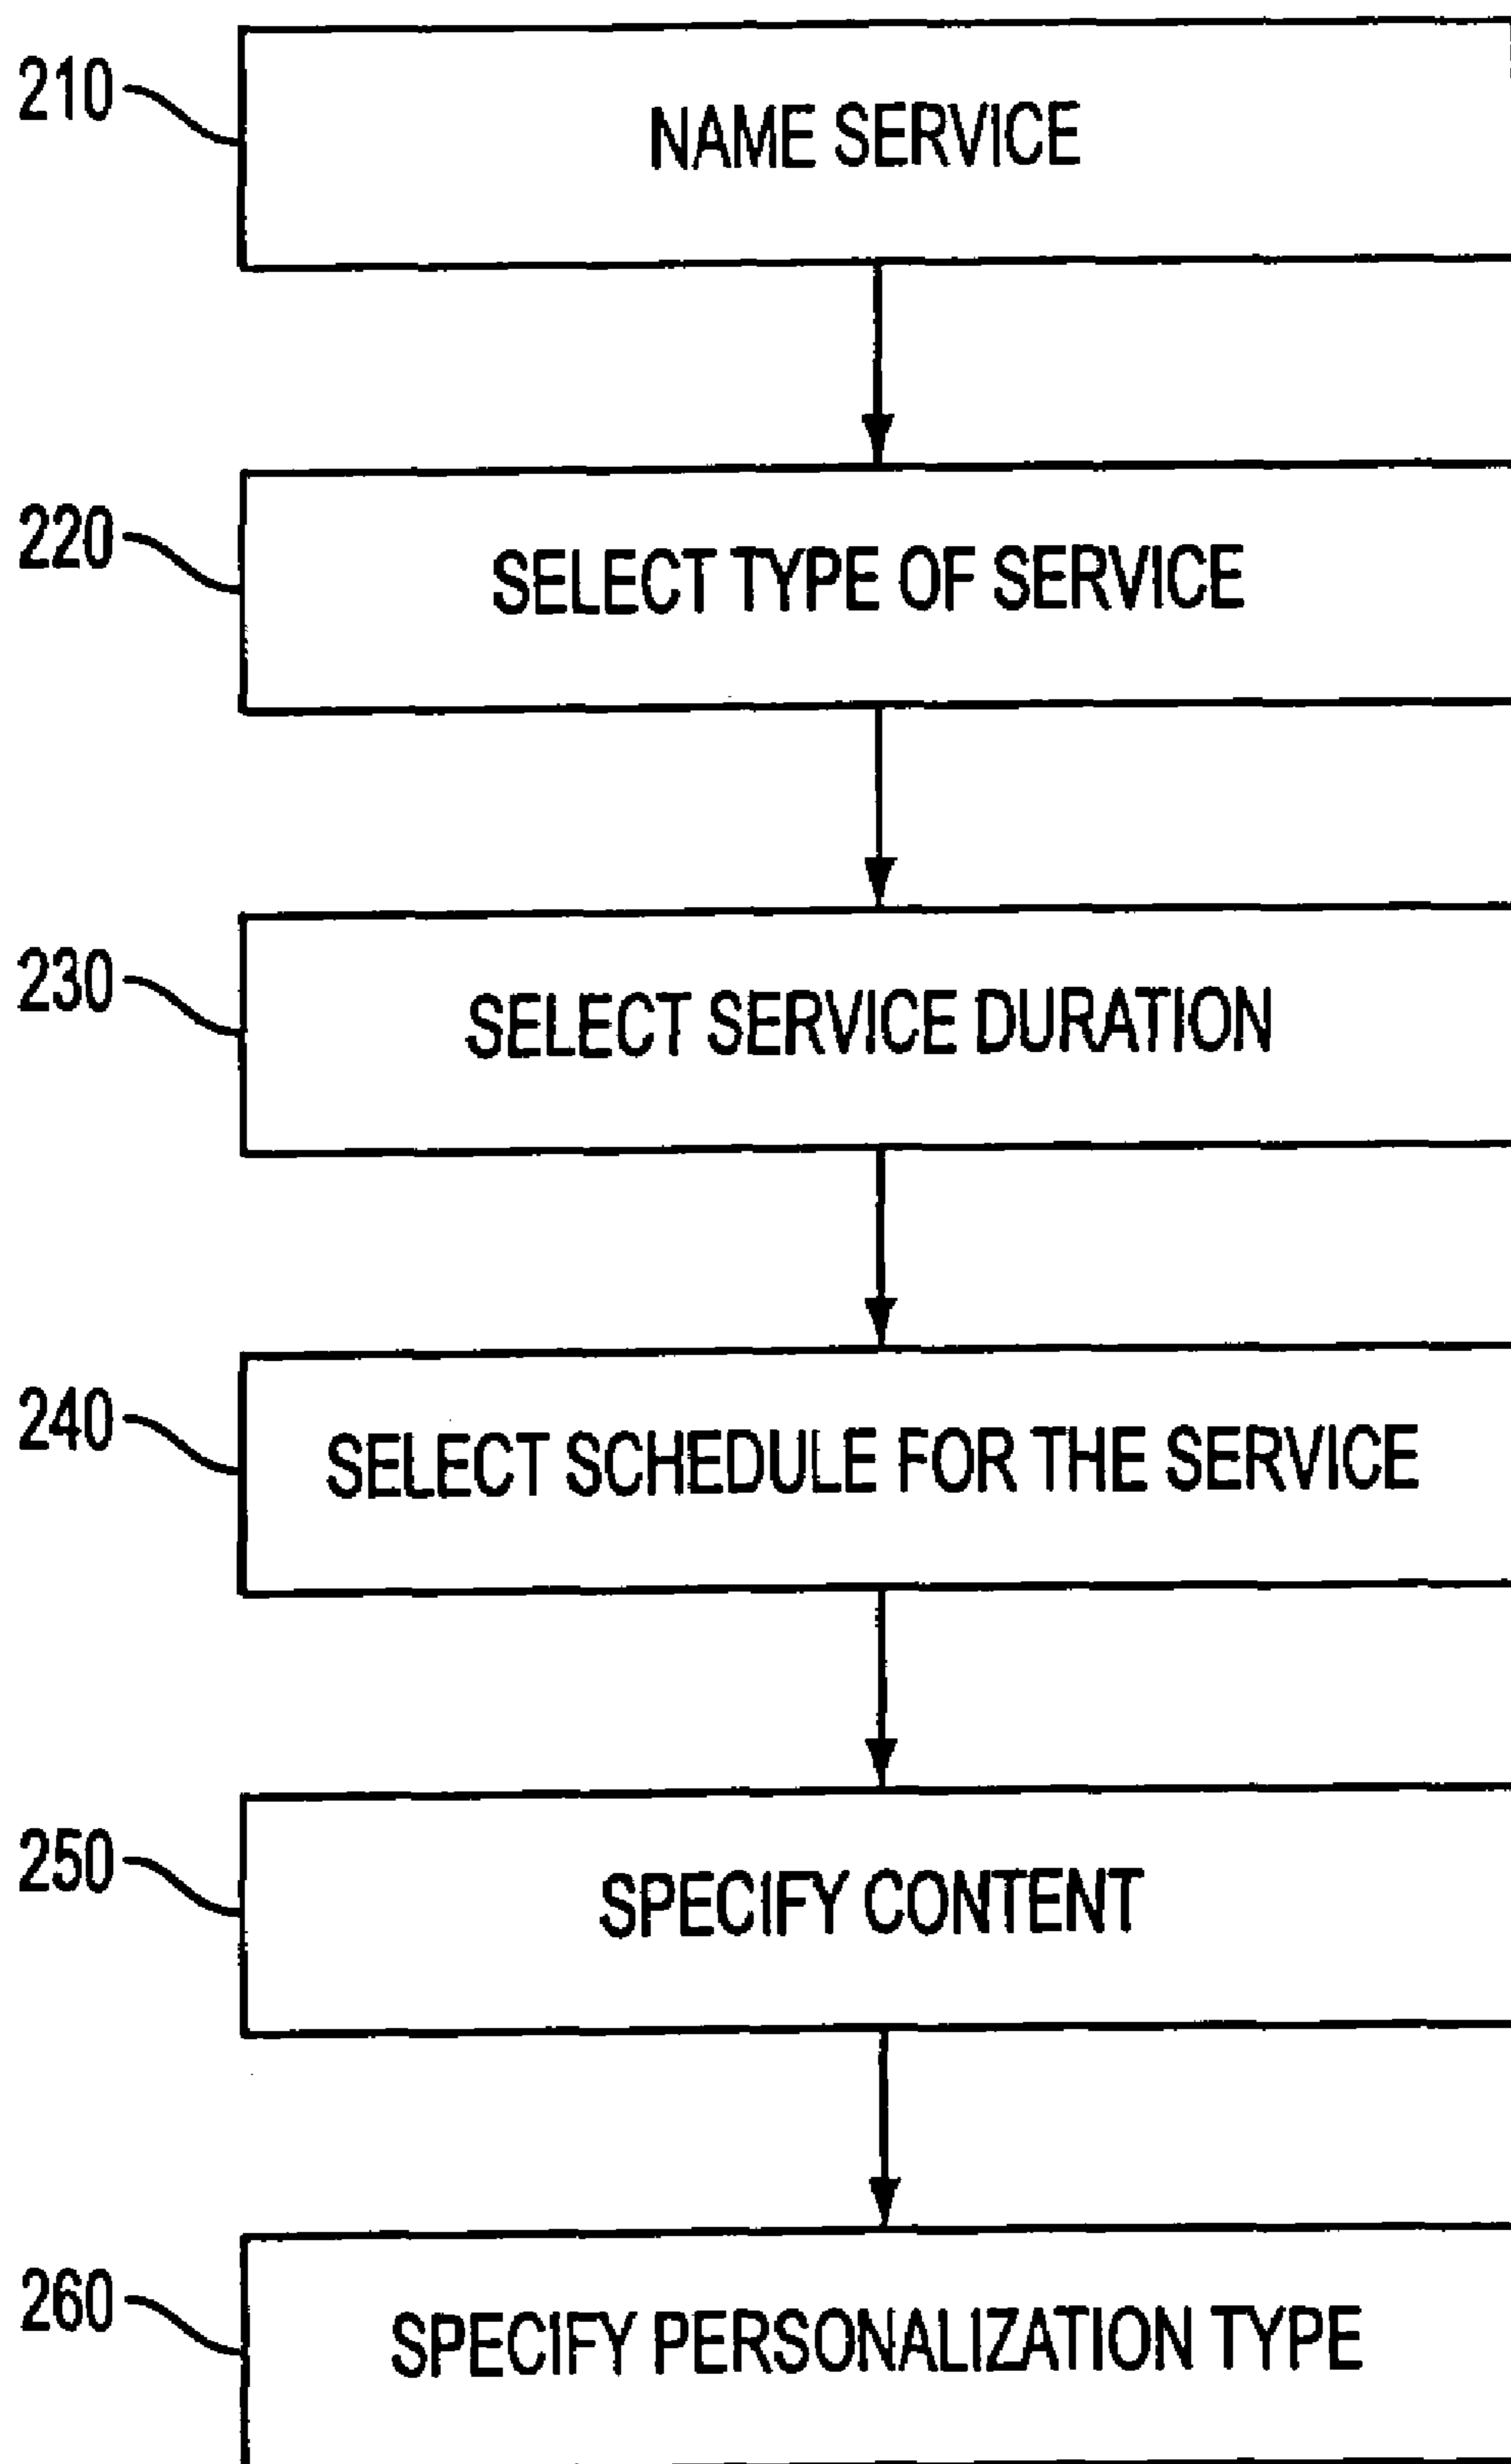 210
NAME SERVICE
220
SELECT TYPE OF SERVICE
230
SELECT SERVICE DURATION
240
SELECT SCHEDULE FOR THE SERVICE
250
SPECIFY CONTENT
260
SPECIFY PERSONALIZATION TYPE